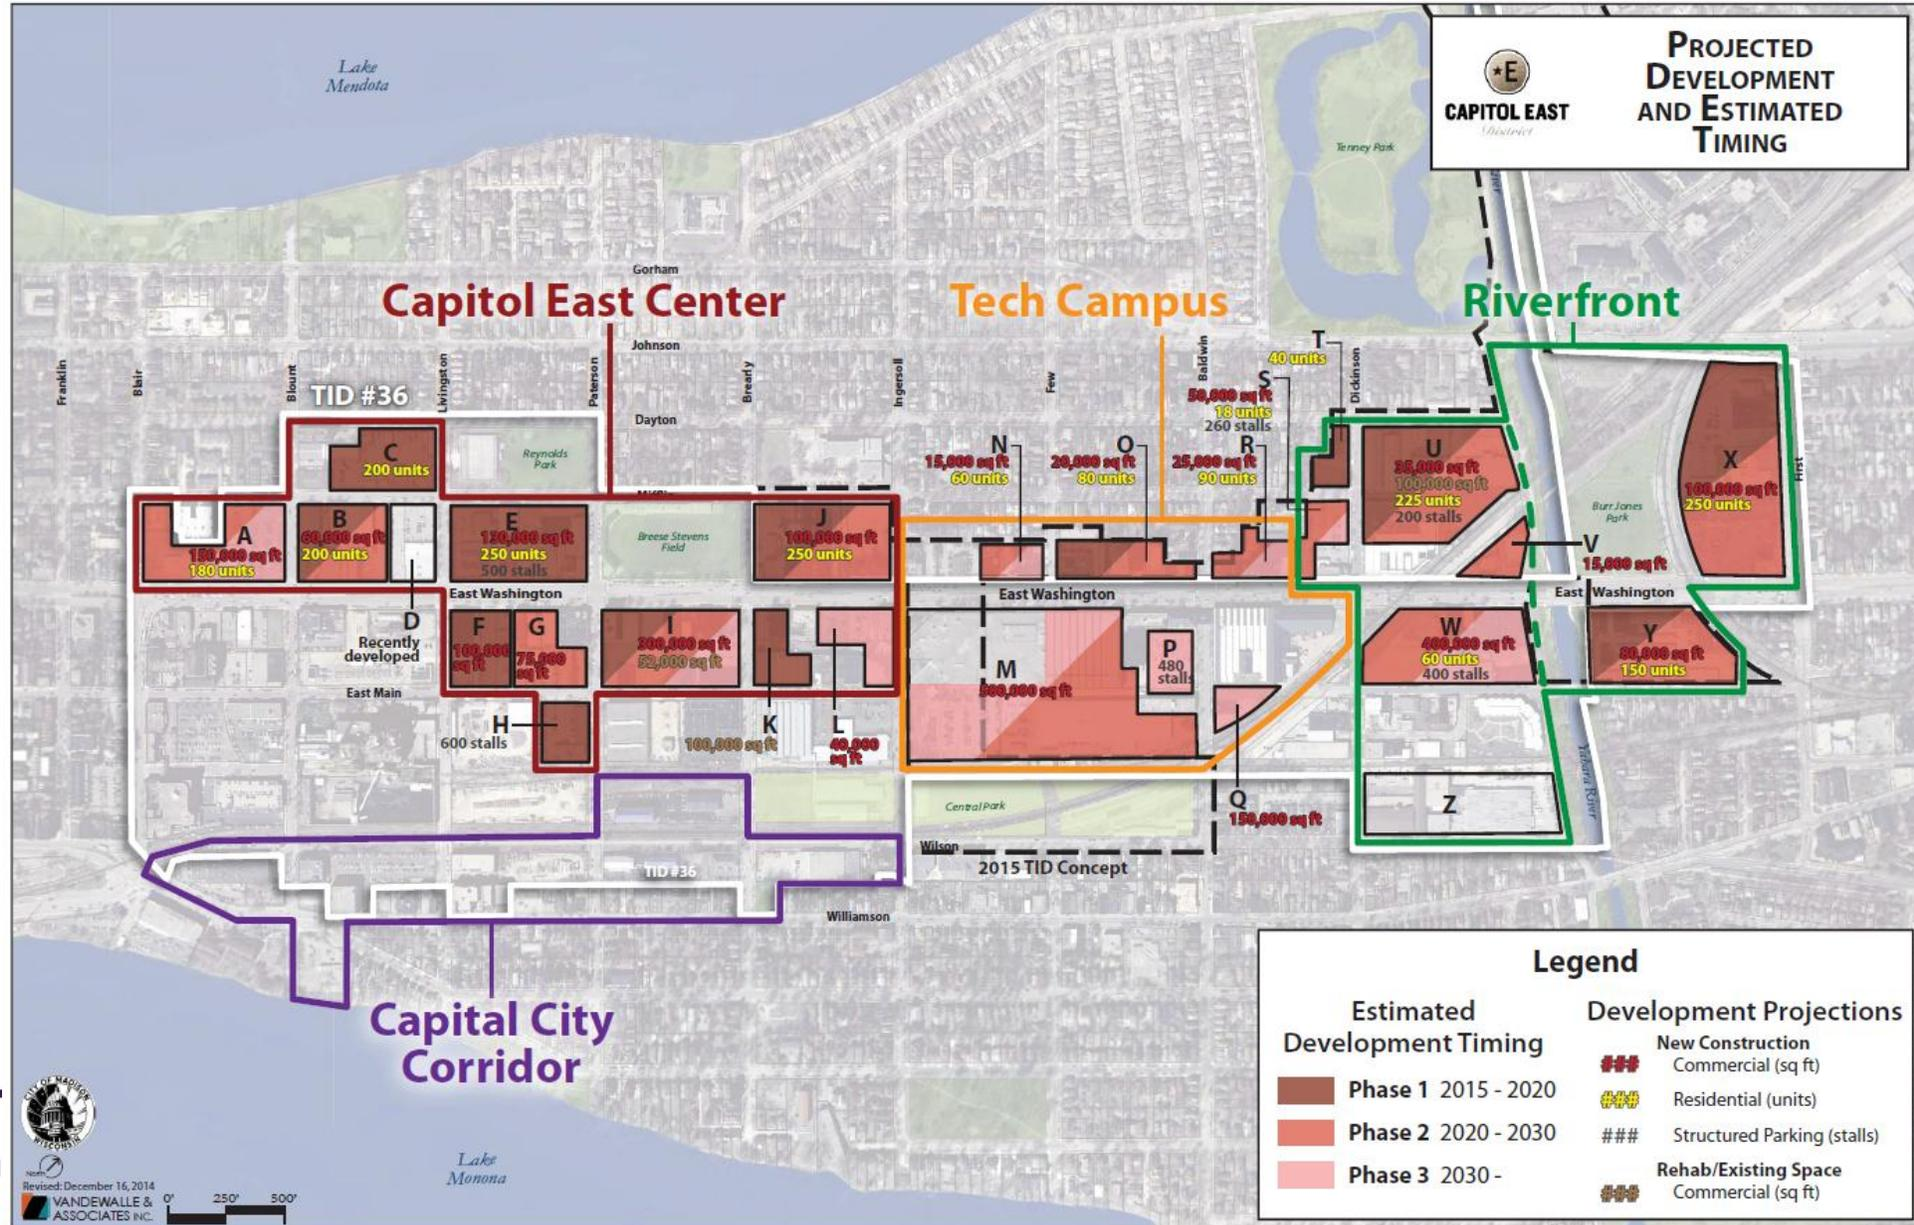 PROJECTED
DEVELOPMENT
AND ESTIMATED
TIMING
★E
CAPITOL EAST
District
Lake
Mendota
Tenney Park
Gorham
Capitol East Center
Tech Campus
Riverfront
Johnson
Franklin
Blair
Blount
Livingston
Paterson
Brearly
Ingersoll
Few
Baldwin
Dickinson
First
TID #36
Dayton
T
40 units
S
50,000 sq ft
18 units
260 stalls
N
15,000 sq ft
60 units
O
20,000 sq ft
80 units
R
25,000 sq ft
90 units
C
200 units
Reynolds
Park
U
35,000 sq ft
100,000 sq ft
225 units
200 stalls
X
100,000 sq ft
250 units
A
150,000 sq ft
180 units
B
60,000 sq ft
200 units
E
130,000 sq ft
250 units
500 stalls
Breese Stevens
Field
J
100,000 sq ft
250 units
Burr Jones
Park
V
15,000 sq ft
East Washington
East Washington
East Washington
D
Recently
developed
F
100,000
sq ft
G
75,000
sq ft
I
300,000 sq ft
52,000 sq ft
M
P
480
stalls
W
400,000 sq ft
60 units
400 stalls
Y
80,000 sq ft
150 units
East Main
H
600 stalls
K
100,000 sq ft
L
40,000
sq ft
Yahara River
Central Park
Q
150,000 sq ft
Z
Wilson
2015 TID Concept
TID #36
Williamson
Capital City
Corridor
Lake
Monona
CITY OF MADISON
WISCONSIN
North
Revised: December 16, 2014
VANDEWALLE &
ASSOCIATES INC.
0' 250' 500'
Legend
Estimated
Development Timing
Phase 1 2015 - 2020
Phase 2 2020 - 2030
Phase 3 2030 -
Development Projections
New Construction
### Commercial (sq ft)
### Residential (units)
### Structured Parking (stalls)
Rehab/Existing Space
### Commercial (sq ft)